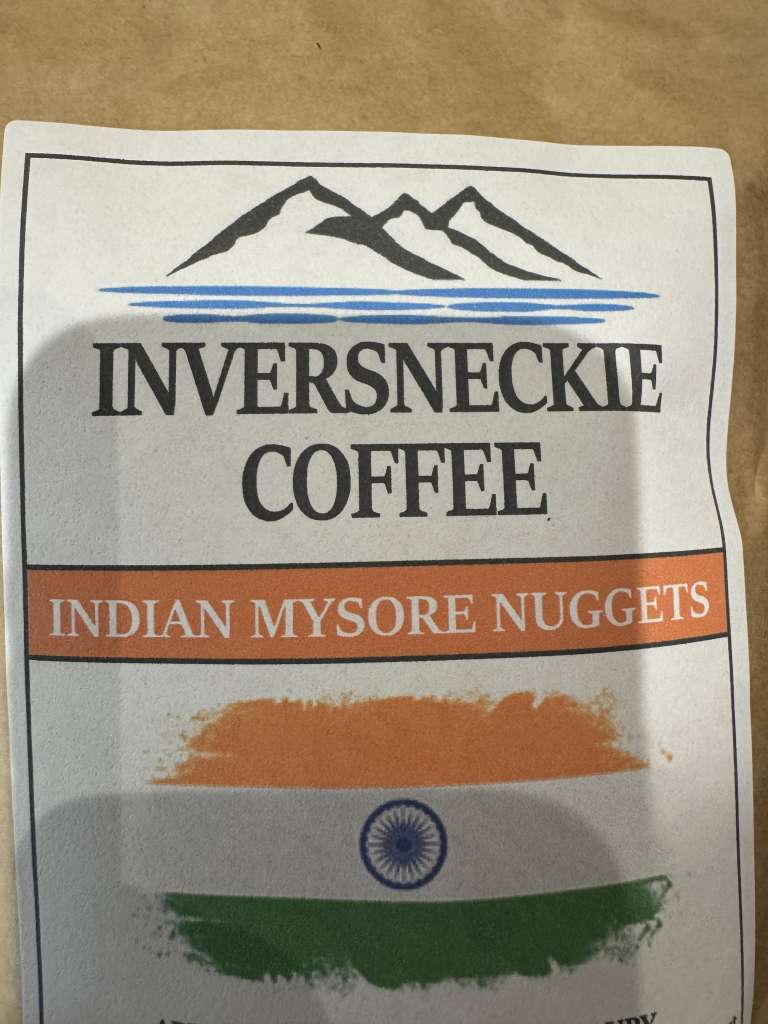 INVERSNECKIE
COFFEE
INDIAN MYSORE NUGGETS